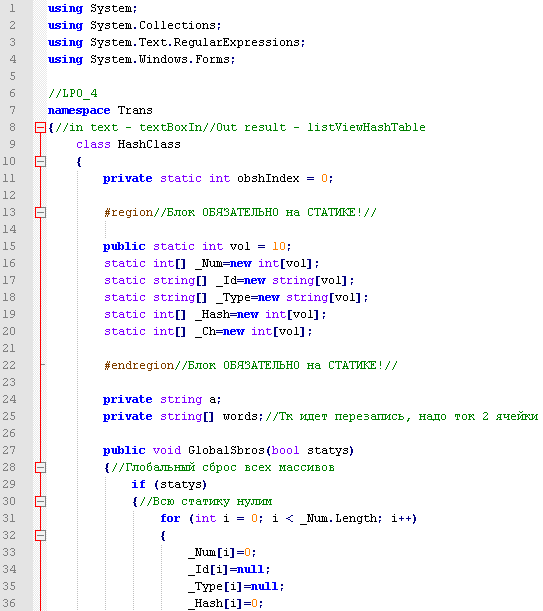 1 using System;
2 using System.Collections;
3 using System.Text.RegularExpressions;
4 using System.Windows.Forms;
5
6 //LPO_4
7 namespace Trans
8 {//in text - textBoxIn//Out result - listViewHashTable
9 class HashClass
10 {
11 private static int obshIndex = 0;
12
13 #region//Блок ОБЯЗАТЕЛЬНО на СТАТИКЕ!//
14
15 public static int vol = 10;
16 static int[] _Num=new int[vol];
17 static string[] _Id=new string[vol];
18 static string[] _Type=new string[vol];
19 static int[] _Hash=new int[vol];
20 static int[] _Ch=new int[vol];
21
22 #endregion//Блок ОБЯЗАТЕЛЬНО на СТАТИКЕ!//
23
24 private string a;
25 private string[] words;//Тк идет перезапись, надо ток 2 ячейки
26
27 public void GlobalSbros(bool statys)
28 {//Глобальный сброс всех массивов
29 if (statys)
30 {//Всю статику нулим
31 for (int i = 0; i < _Num.Length; i++)
32 {
33 _Num[i]=0;
34 _Id[i]=null;
35 _Type[i]=null;
36 _Hash[i]=0;